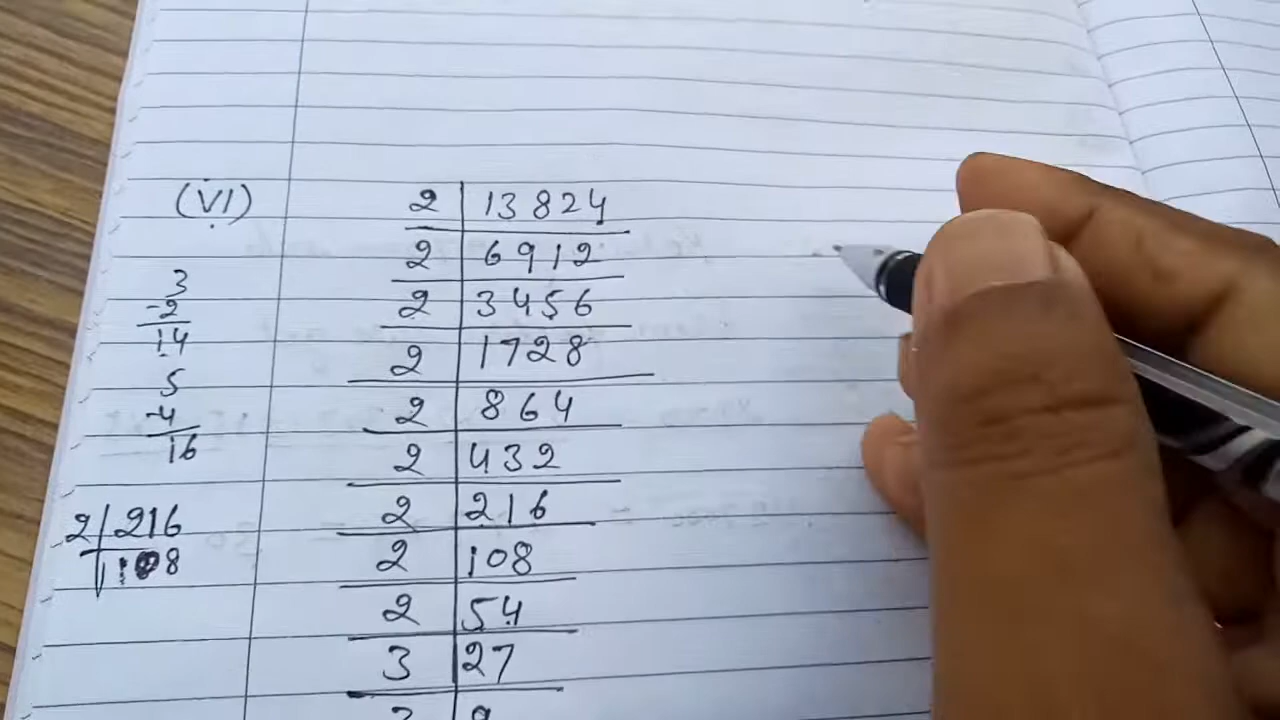 (VI)
2 | 13824
2 | 6912
2 | 3456
2 | 1728
2 | 864
2 | 432
2 | 216
2 | 108
2 | 54
3 | 27
3
-2
14
5
-4
16
2 | 216
108